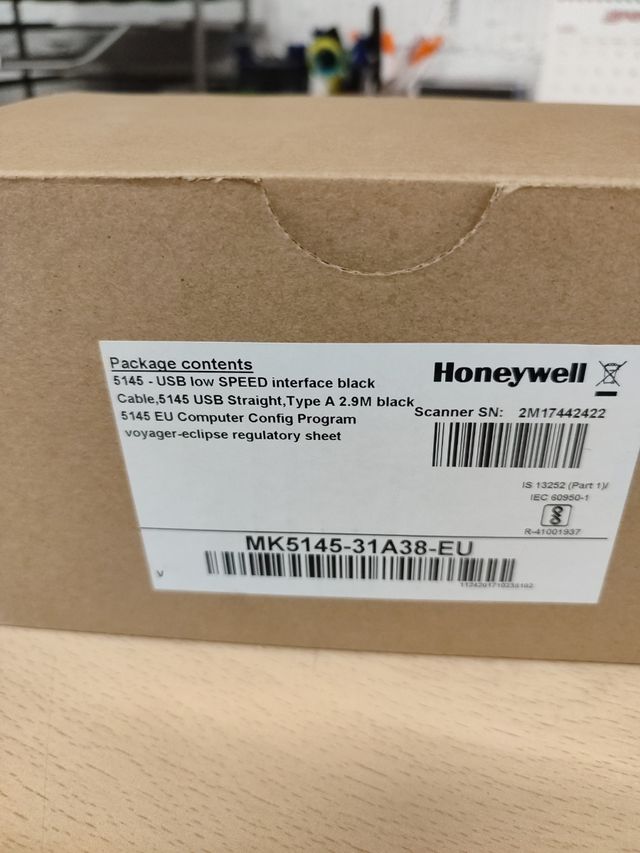 Package contents
5145 - USB low SPEED interface black
Cable,5145 USB Straight,Type A 2.9M black
5145 EU Computer Config Program
voyager-eclipse regulatory sheet
Honeywell
Scanner SN: 2M17442422
IS 13252 (Part 1)/
IEC 60950-1
R-41001937
MK5145-31A38-EU
V